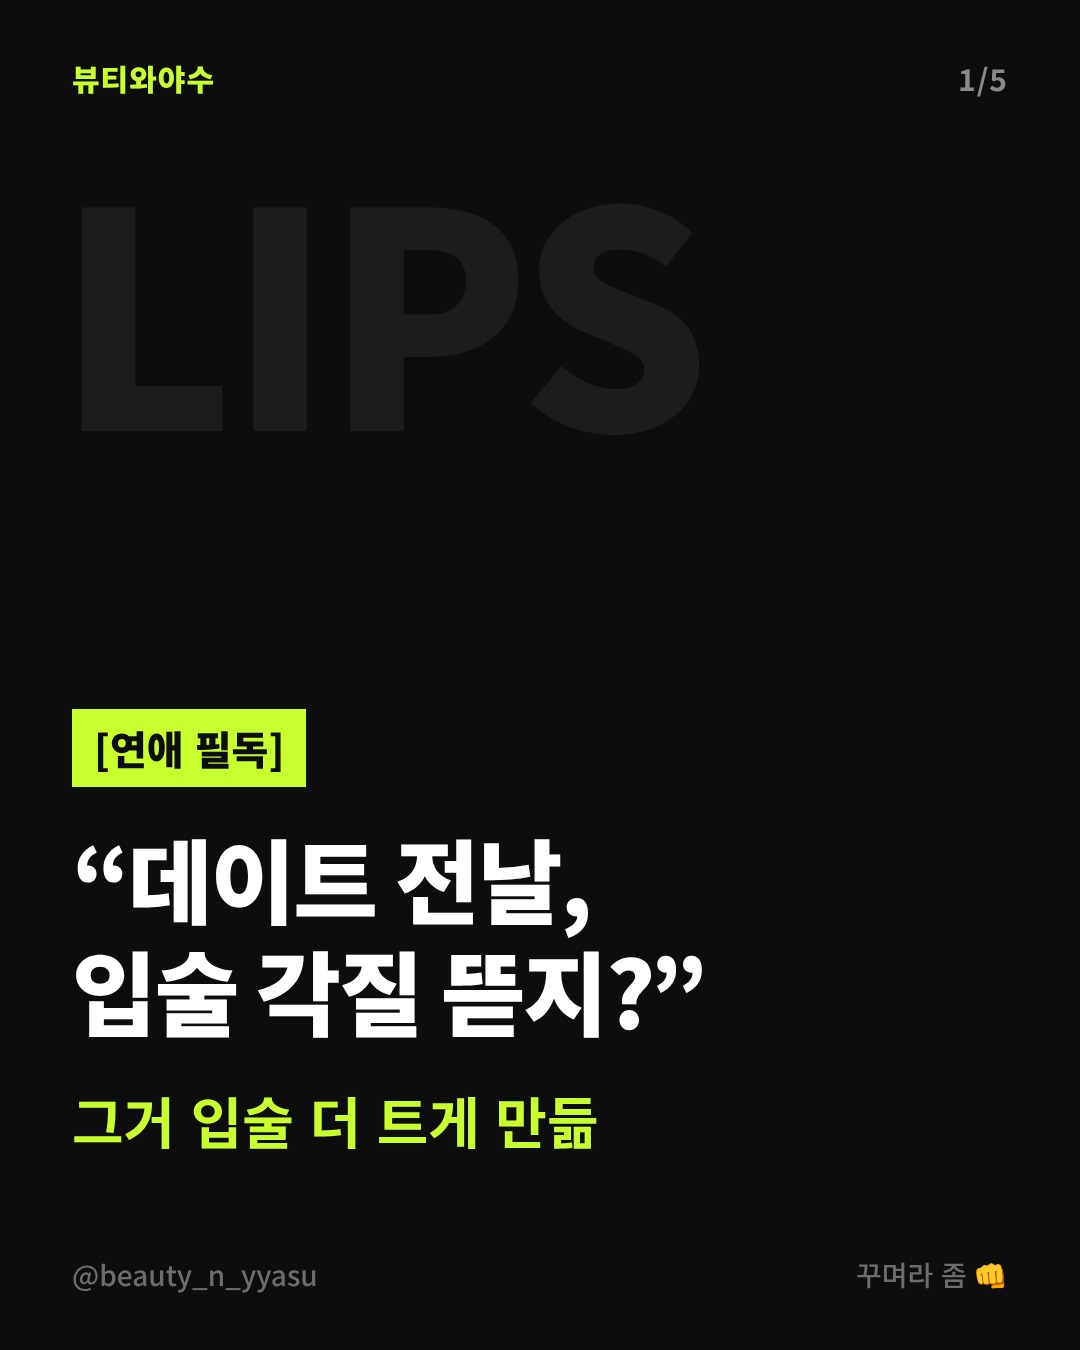 뷰티와야수
1/5
LIPS
[연애 필독]
“데이트 전날,
입술 각질 뜯지?”
그거 입술 더 트게 만듦
@beauty_n_yyasu
꾸며라 좀 👊